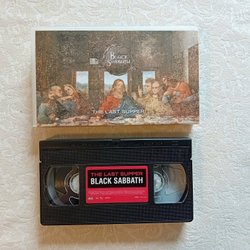 BLACK
SABBATH
THE LAST SUPPER
THE LAST SUPPER
BLACK SABBATH